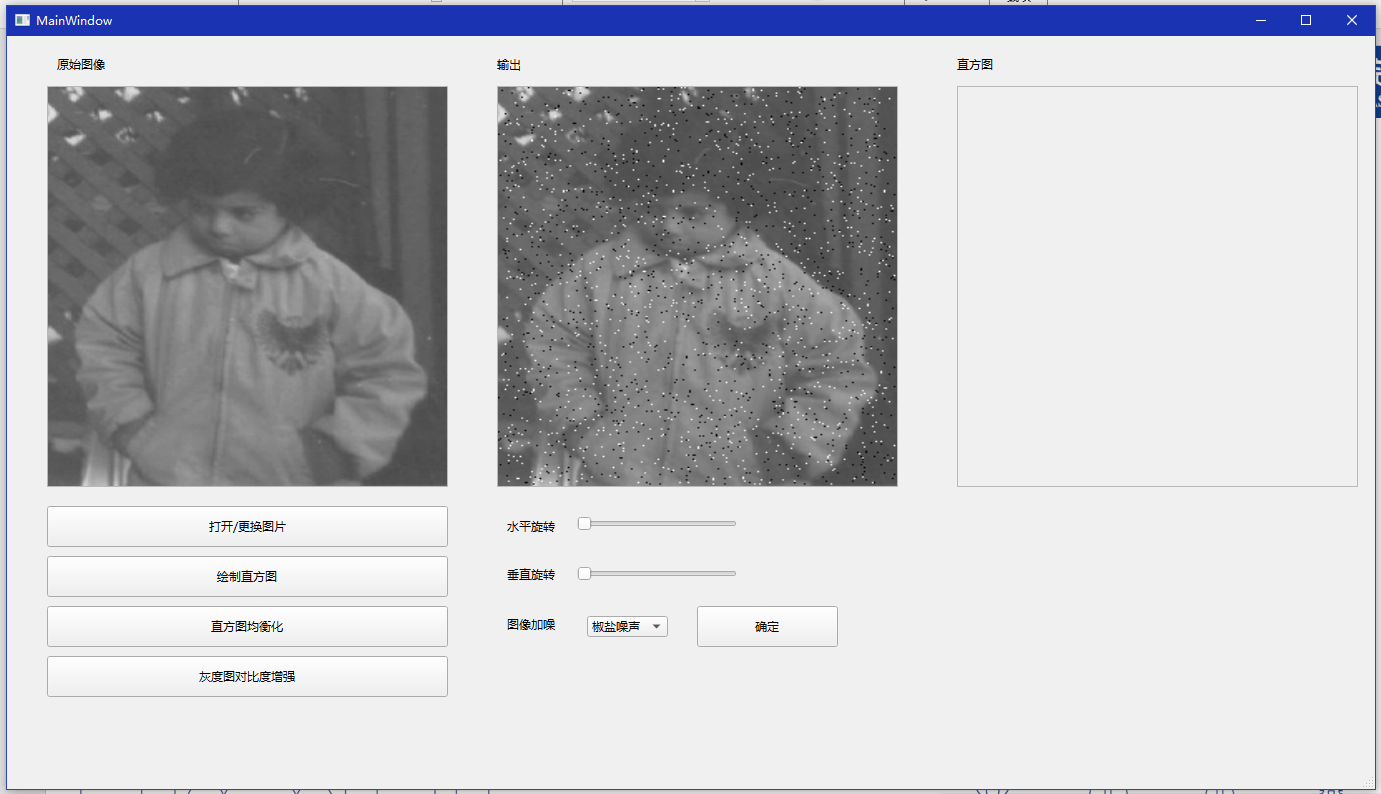 MainWindow
原始图像
输出
直方图
打开/更换图片
水平旋转
绘制直方图
垂直旋转
直方图均衡化
图像加噪
椒盐噪声
确定
灰度图对比度增强